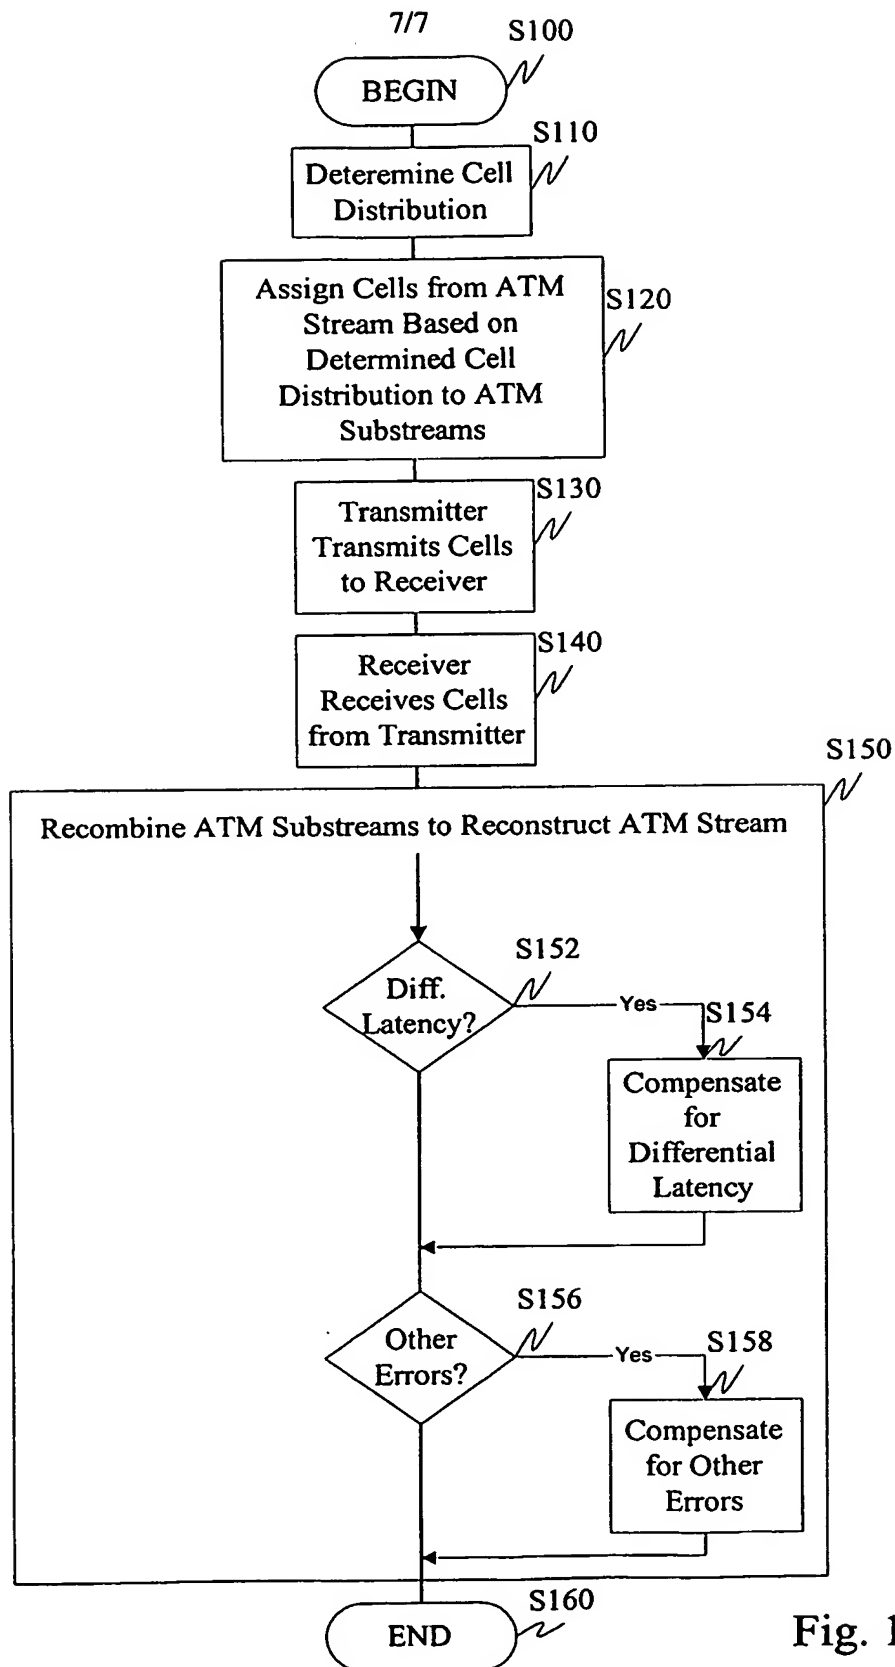 7/7
S100
BEGIN
S110
Deteremine Cell
Distribution
S120
Assign Cells from ATM
Stream Based on
Determined Cell
Distribution to ATM
Substreams
S130
Transmitter
Transmits Cells
to Receiver
S140
Receiver
Receives Cells
from Transmitter
S150
Recombine ATM Substreams to Reconstruct ATM Stream
S152
Diff.
Latency?
Yes
S154
Compensate
for
Differential
Latency
S156
Other
Errors?
Yes
S158
Compensate
for Other
Errors
S160
END
Fig. 1